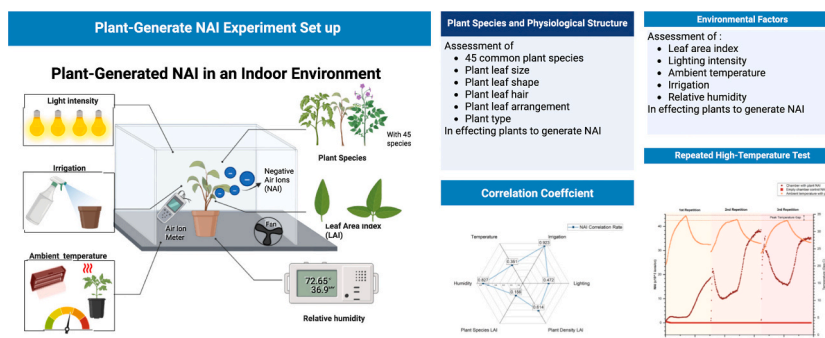 Plant-Generate NAI Experiment Set up
Plant-Generated NAI in an Indoor Environment
Light intensity
With 45
species
Plant Species
Irrigation
Negative
Air Ions
(NAI)
Air Ion
Meter
Fan
Leaf Area Index
(LAI)
Ambient temperature
72.65
36.9
Relative humidity
Plant Species and Physiological Structure
Assessment of
• 45 common plant species
• Plant leaf size
• Plant leaf shape
• Plant leaf hair
• Plant leaf arrangement
• Plant type
In effecting plants to generate NAI
Environmental Factors
Assessment of :
• Leaf area index
• Lighting intensity
• Ambient temperature
• Irrigation
• Relative humidity
In effecting plants to generate NAI
Correlation Coeffcient
NAI Correlation Rate
Temperature
Irrigation
Humidity
0.827
0.472
Lighting
Plant Species LAI
Plant Density LAI
Repeated High-Temperature Test
1st Repetition
2nd Repetition
3rd Repetition